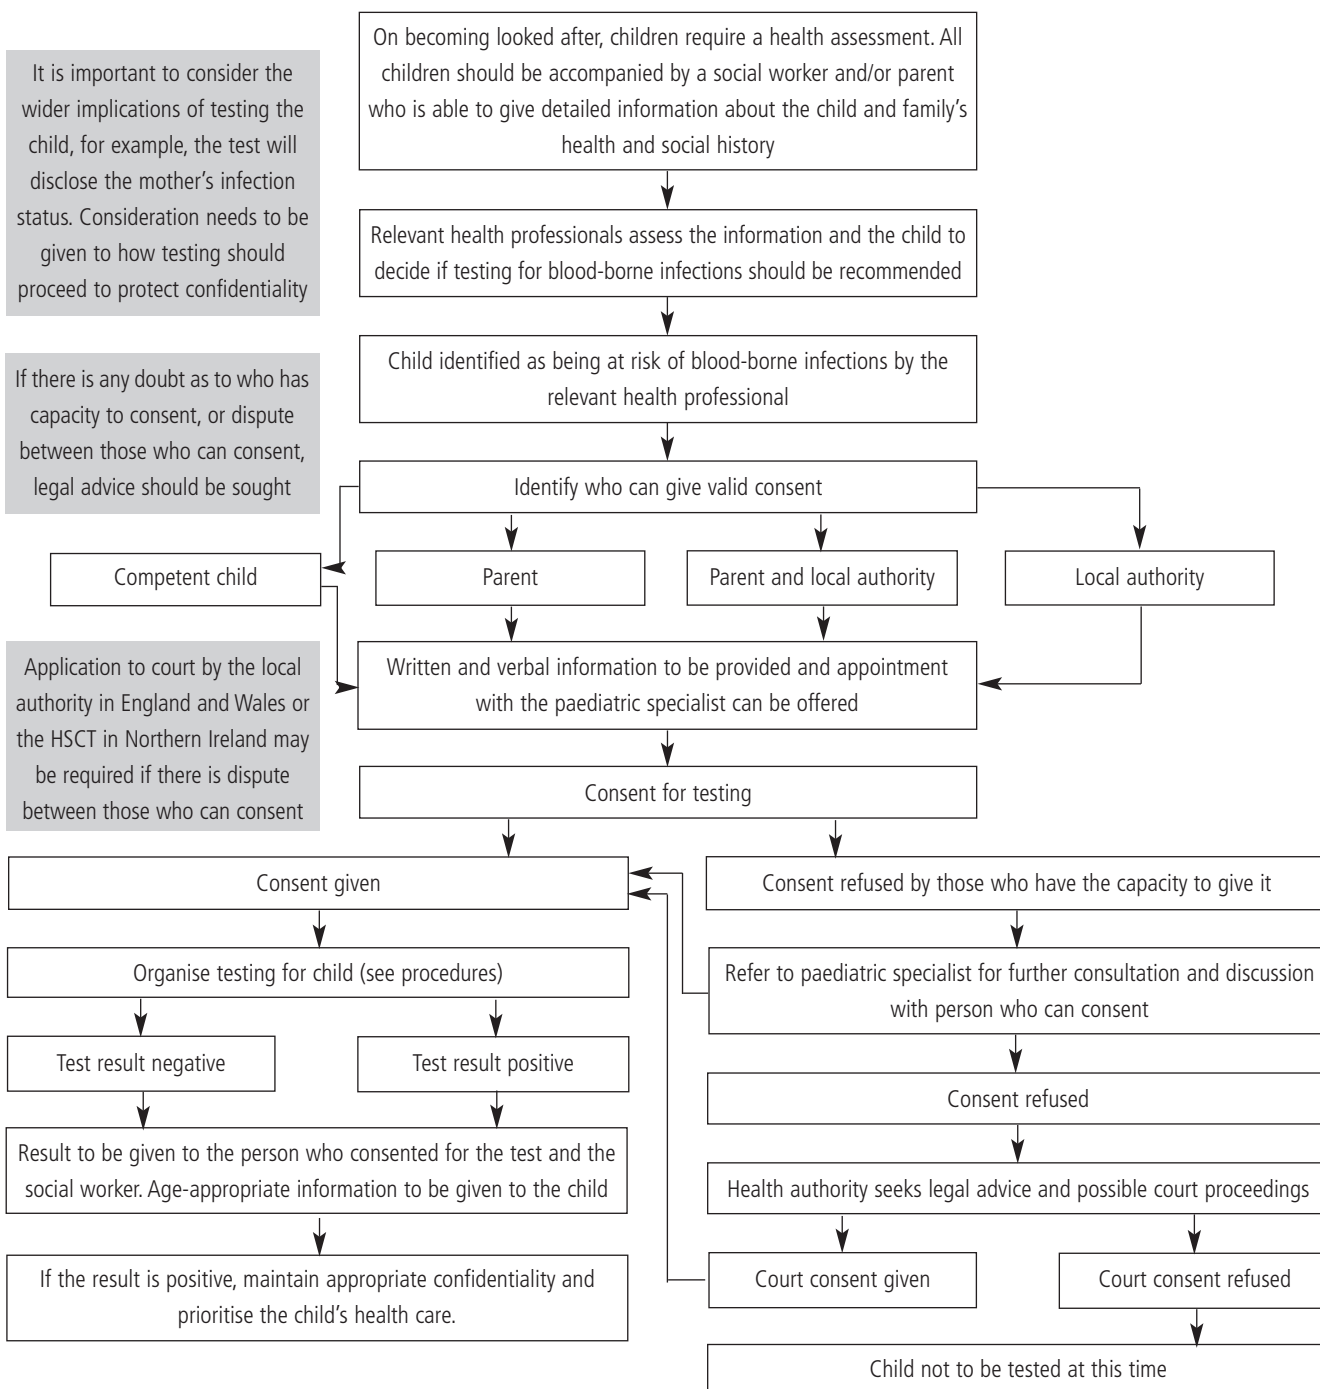 On becoming looked after, children require a health assessment. All
children should be accompanied by a social worker and/or parent
who is able to give detailed information about the child and family’s
health and social history
It is important to consider the
wider implications of testing the
child, for example, the test will
disclose the mother’s infection
status. Consideration needs to be
given to how testing should
proceed to protect confidentiality
Relevant health professionals assess the information and the child to
decide if testing for blood-borne infections should be recommended
Child identified as being at risk of blood-borne infections by the
relevant health professional
If there is any doubt as to who has
capacity to consent, or dispute
between those who can consent,
legal advice should be sought
Identify who can give valid consent
Competent child
Parent
Parent and local authority
Local authority
Application to court by the local
authority in England and Wales or
the HSCT in Northern Ireland may
be required if there is dispute
between those who can consent
Written and verbal information to be provided and appointment
with the paediatric specialist can be offered
Consent for testing
Consent given
Consent refused by those who have the capacity to give it
Organise testing for child (see procedures)
Refer to paediatric specialist for further consultation and discussion
with person who can consent
Test result negative
Test result positive
Consent refused
Result to be given to the person who consented for the test and the
social worker. Age-appropriate information to be given to the child
Health authority seeks legal advice and possible court proceedings
If the result is positive, maintain appropriate confidentiality and
prioritise the child’s health care.
Court consent given
Court consent refused
Child not to be tested at this time